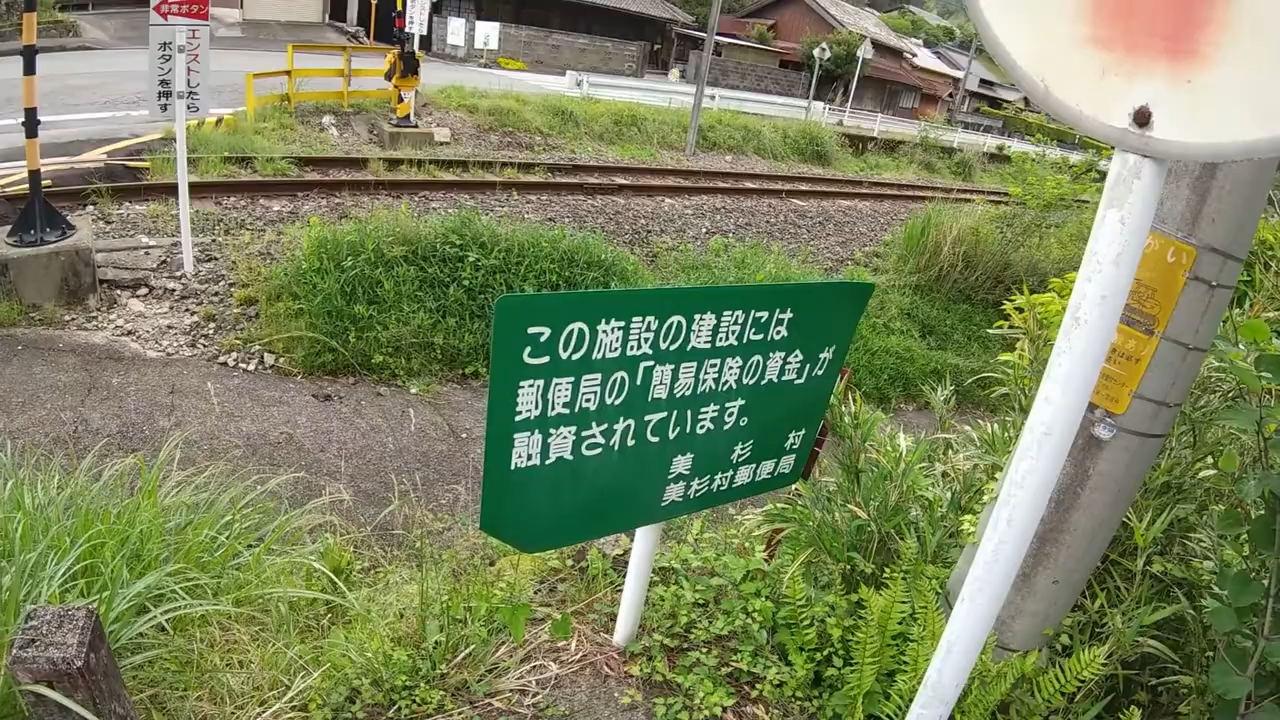 非常ボタン
エンストしたら
ボタンを押す
この施設の建設には
郵便局の「簡易保険の資金」が
融資されています。
美杉村
美杉村郵便局